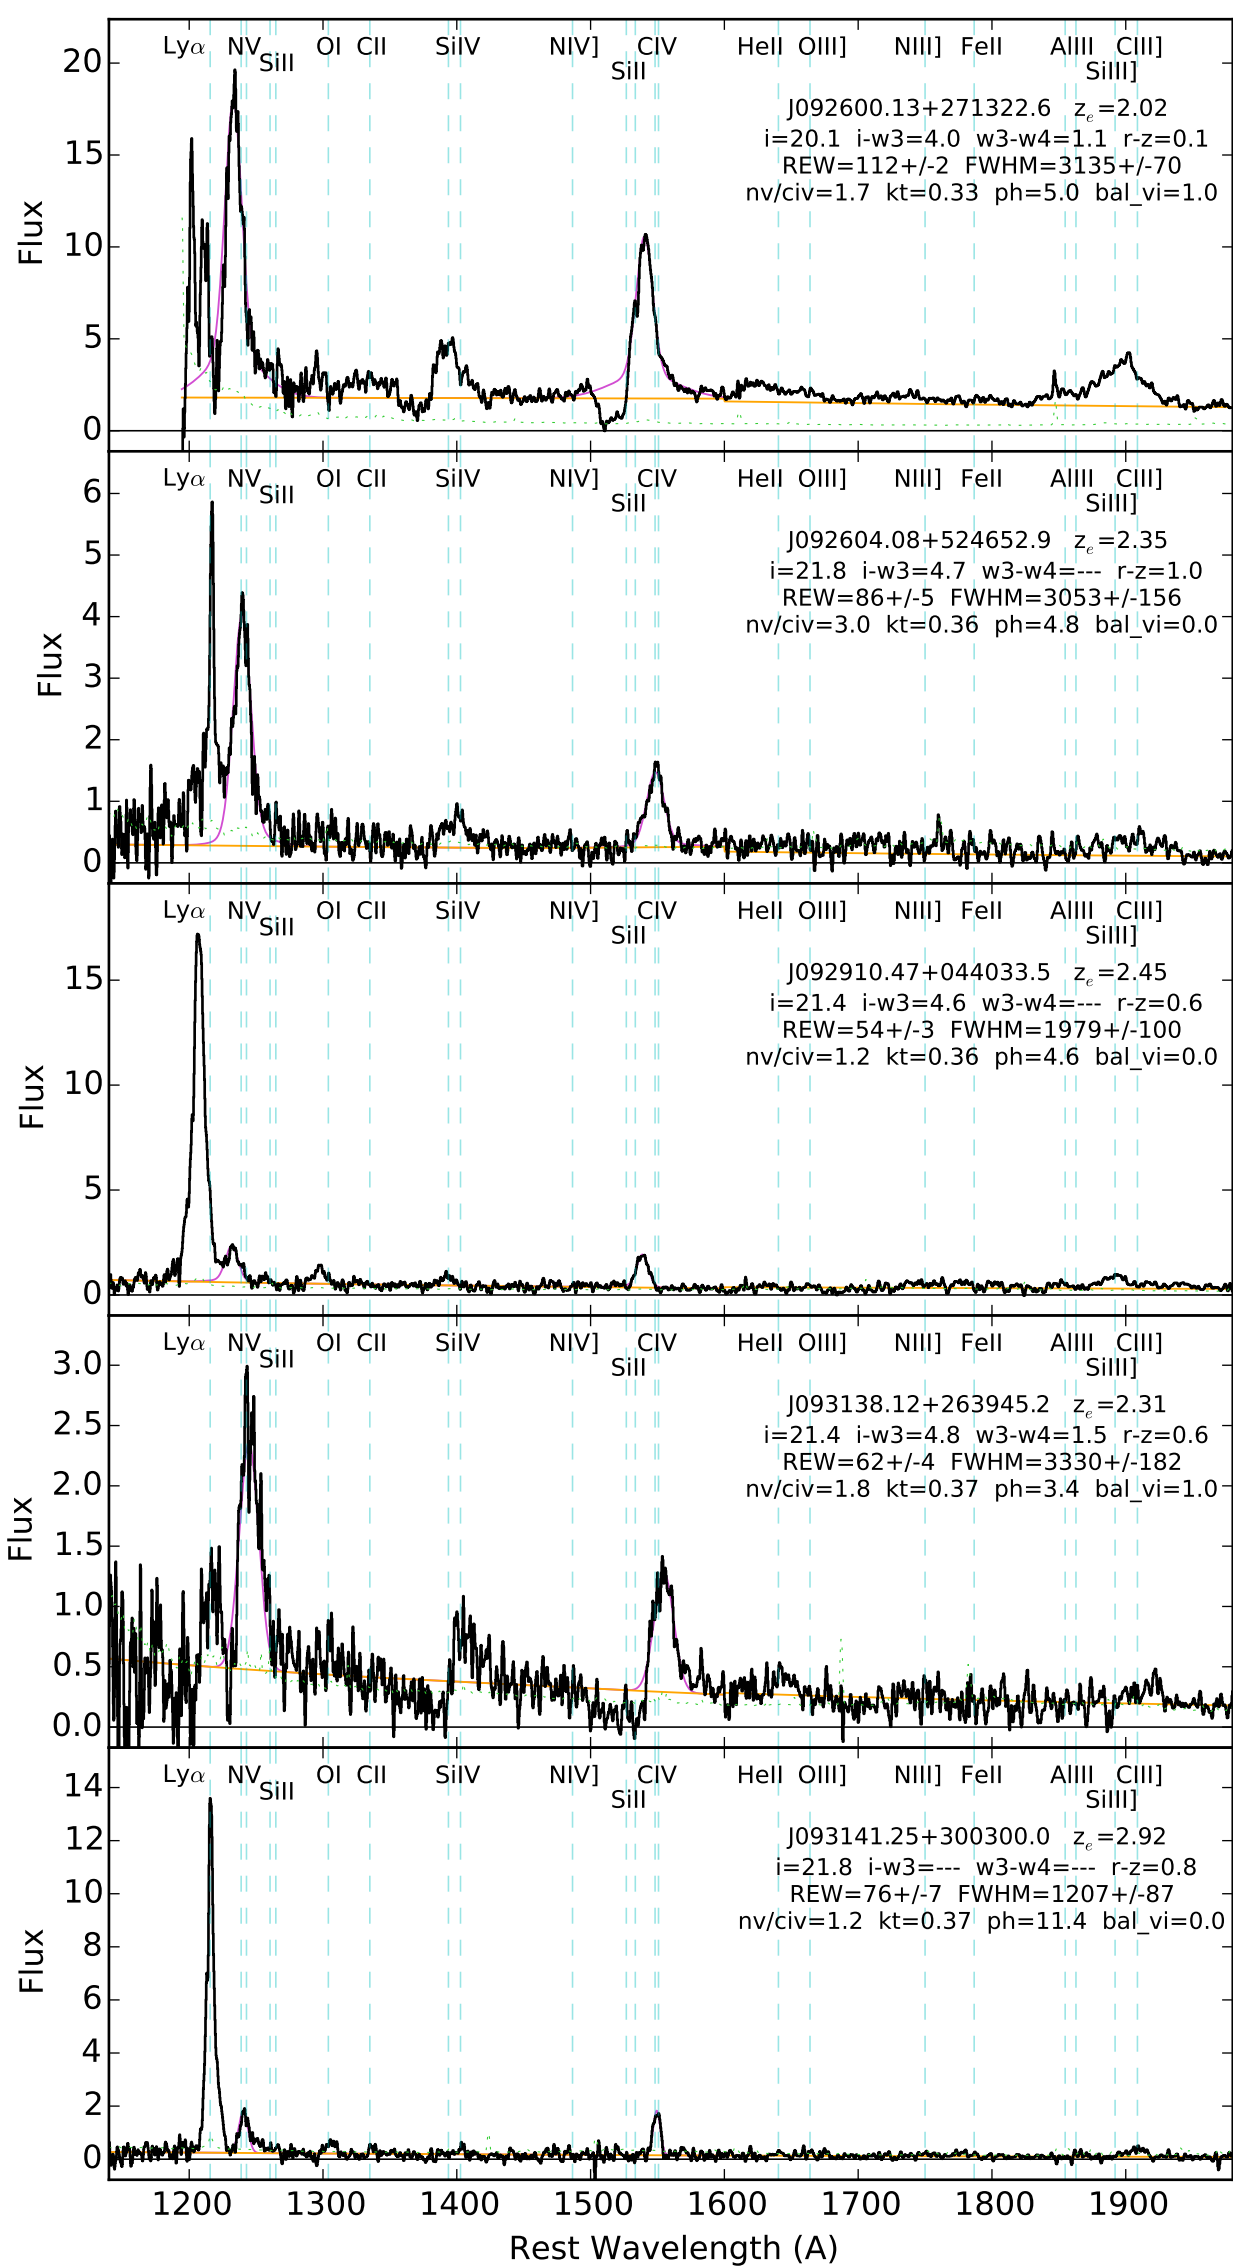 Lyα NV SiII OI CII SiIV NIV] SiII CIV HeII OIII] NIII] FeII AlIII SiIII] CIII]
J092600.13+271322.6 z_e=2.02
i=20.1 i-w3=4.0 w3-w4=1.1 r-z=0.1
REW=112+/-2 FWHM=3135+/-70
nv/civ=1.7 kt=0.33 ph=5.0 bal_vi=1.0
20
15
10
5
0
Flux
Lyα NV SiII OI CII SiIV NIV] SiII CIV HeII OIII] NIII] FeII AlIII SiIII] CIII]
J092604.08+524652.9 z_e=2.35
i=21.8 i-w3=4.7 w3-w4=--- r-z=1.0
REW=86+/-5 FWHM=3053+/-156
nv/civ=3.0 kt=0.36 ph=4.8 bal_vi=0.0
6
5
4
3
2
1
0
Flux
Lyα NV SiII OI CII SiIV NIV] SiII CIV HeII OIII] NIII] FeII AlIII SiIII] CIII]
J092910.47+044033.5 z_e=2.45
i=21.4 i-w3=4.6 w3-w4=--- r-z=0.6
REW=54+/-3 FWHM=1979+/-100
nv/civ=1.2 kt=0.36 ph=4.6 bal_vi=0.0
15
10
5
0
Flux
Lyα NV SiII OI CII SiIV NIV] SiII CIV HeII OIII] NIII] FeII AlIII SiIII] CIII]
J093138.12+263945.2 z_e=2.31
i=21.4 i-w3=4.8 w3-w4=1.5 r-z=0.6
REW=62+/-4 FWHM=3330+/-182
nv/civ=1.8 kt=0.37 ph=3.4 bal_vi=1.0
3.0
2.5
2.0
1.5
1.0
0.5
0.0
Flux
Lyα NV SiII OI CII SiIV NIV] SiII CIV HeII OIII] NIII] FeII AlIII SiIII] CIII]
J093141.25+300300.0 z_e=2.92
i=21.8 i-w3=--- w3-w4=--- r-z=0.8
REW=76+/-7 FWHM=1207+/-87
nv/civ=1.2 kt=0.37 ph=11.4 bal_vi=0.0
14
12
10
8
6
4
2
0
Flux
1200 1300 1400 1500 1600 1700 1800 1900
Rest Wavelength (A)